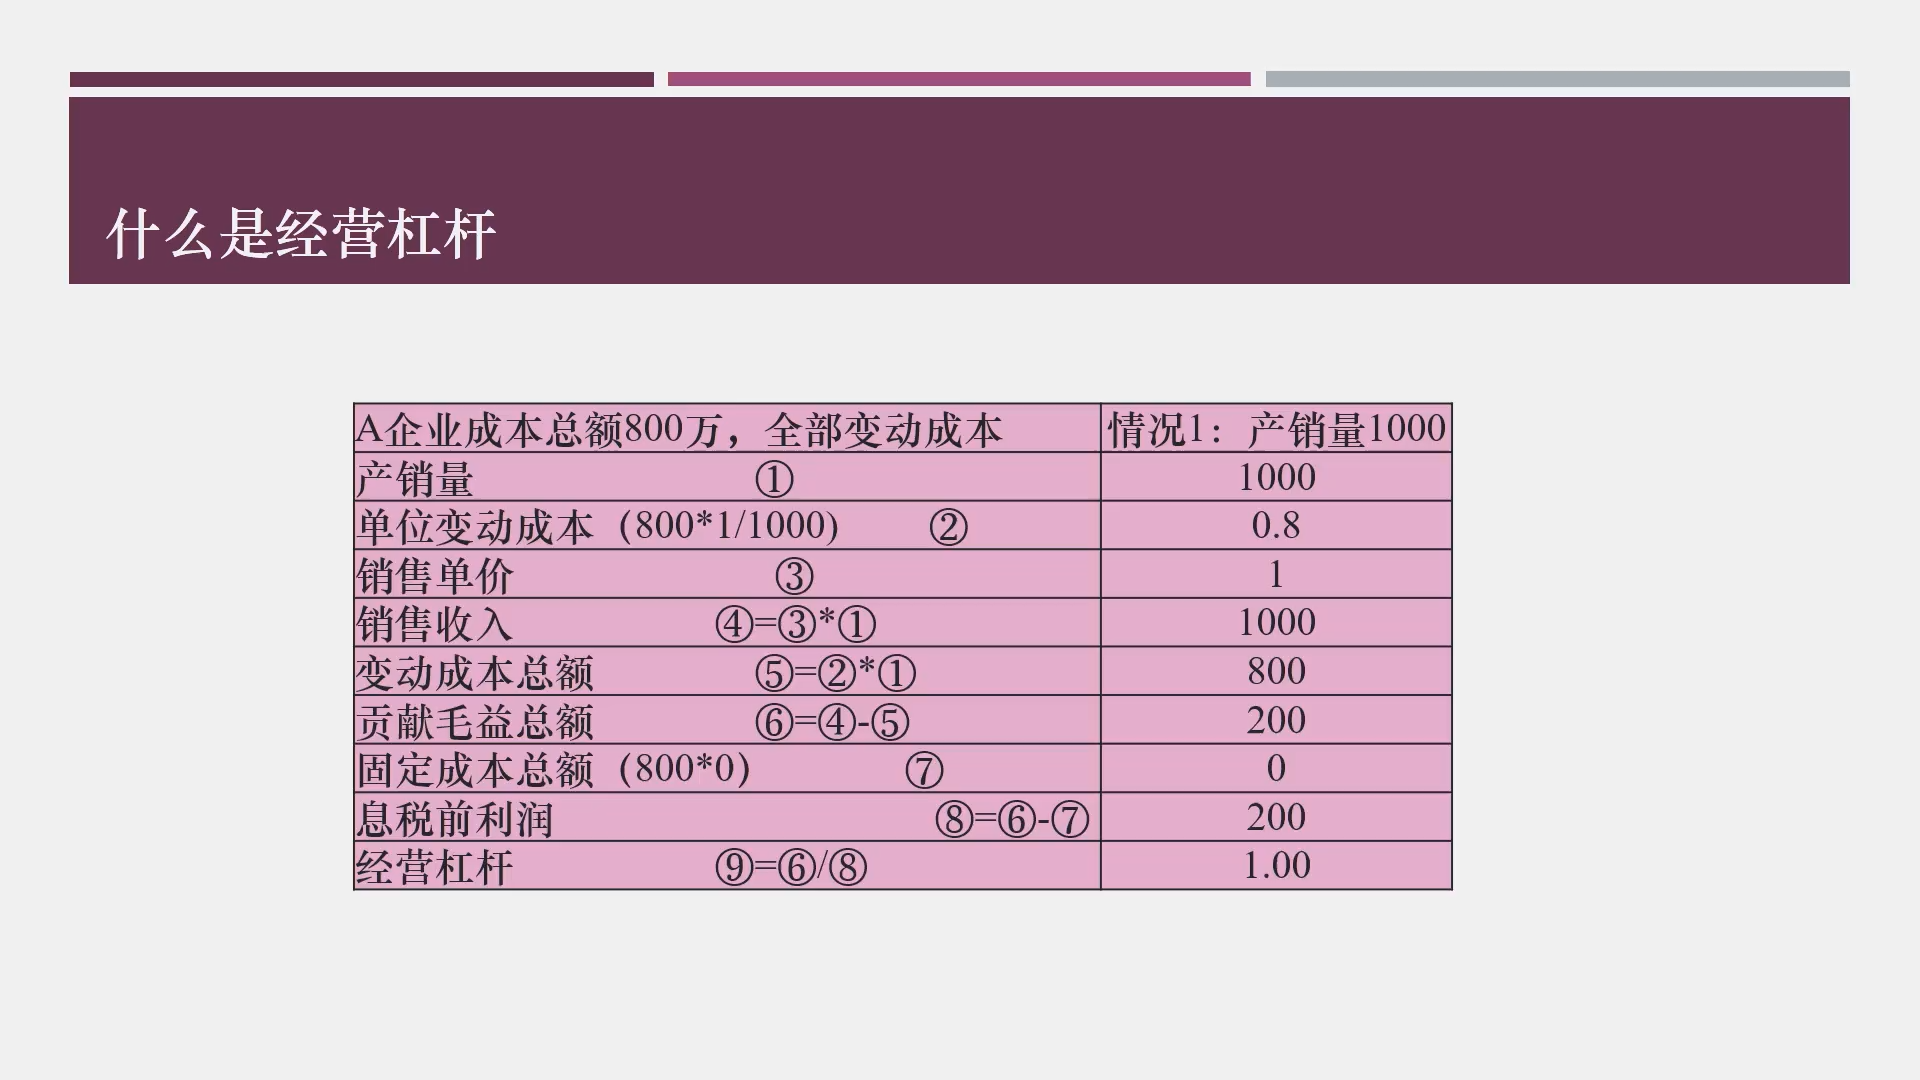 什么是经营杠杆
A企业成本总额800万，全部变动成本 情况1：产销量1000
产销量 ① 1000
单位变动成本（800*1/1000) ② 0.8
销售单价 ③ 1
销售收入 ④=③*① 1000
变动成本总额 ⑤=②*① 800
贡献毛益总额 ⑥=④-⑤ 200
固定成本总额（800*0） ⑦ 0
息税前利润 ⑧=⑥-⑦ 200
经营杠杆 ⑨=⑥/⑧ 1.00